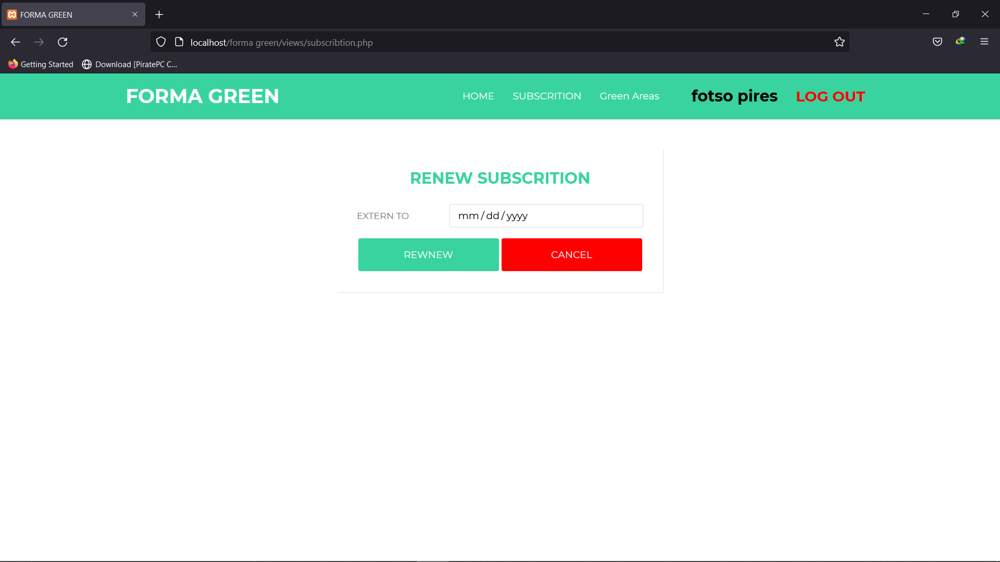 FORMA GREEN
localhost/forma green/views/subscribtion.php
Getting Started
Download [PiratePC C...
FORMA GREEN
HOME
SUBSCRITION
Green Areas
fotso pires
LOG OUT
RENEW SUBSCRITION
EXTERN TO
mm/dd/yyyy
REWNEW
CANCEL